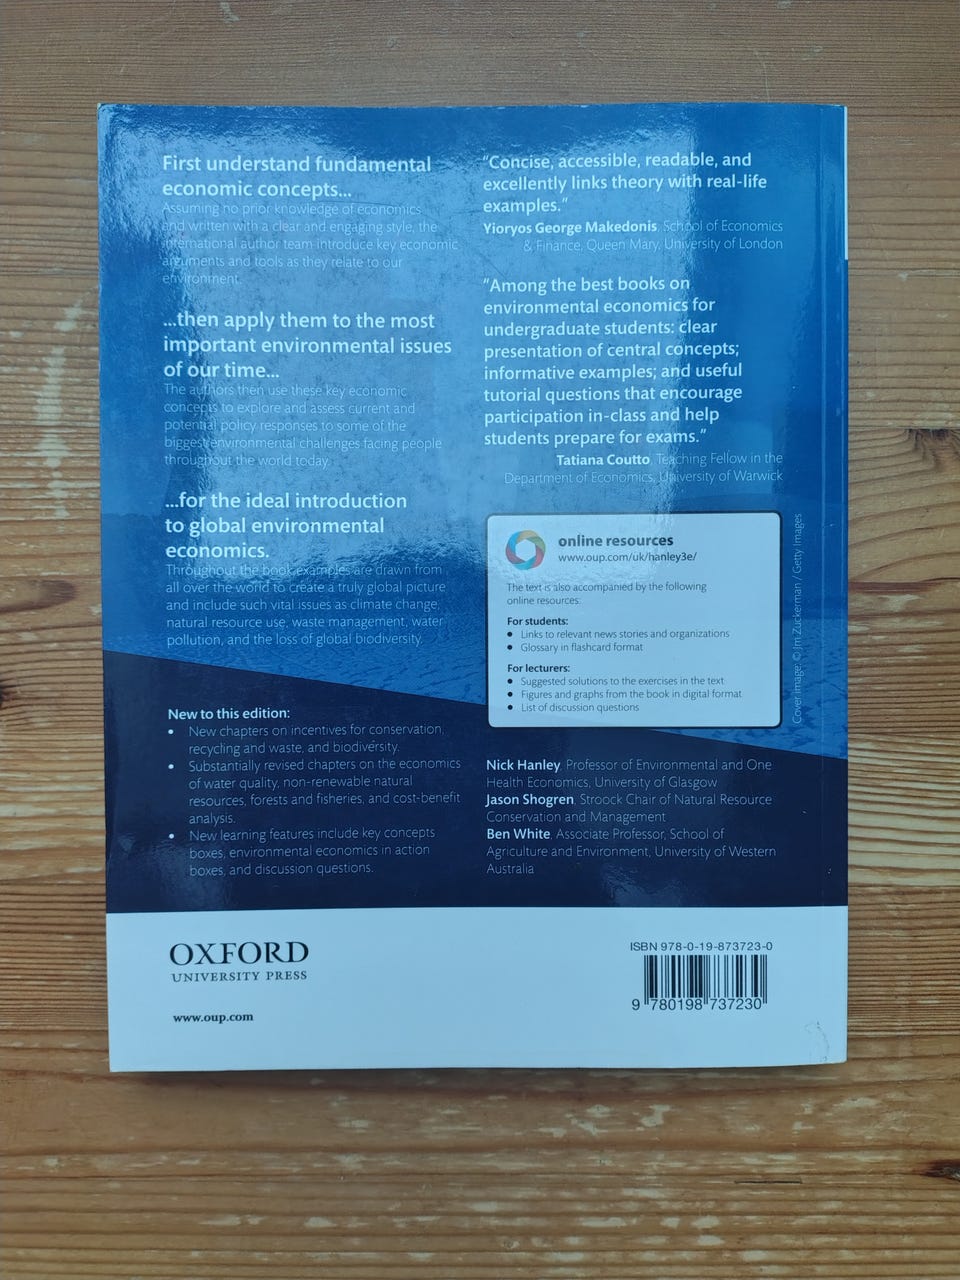 First understand fundamental
economic concepts...
Assuming no prior knowledge of economics
and written with a clear and engaging style, the
international author team introduce key economic
arguments and tools as they relate to our
environment.
...then apply them to the most
important environmental issues
of our time...
The authors then use these key economic
concepts to explore and assess current and
potential policy responses to some of the
biggest environmental challenges facing people
throughout the world today.
...for the ideal introduction
to global environmental
economics.
Throughout the book examples are drawn from
all over the world to create a truly global picture
and include such vital issues as climate change,
natural resource use, waste management, water
pollution, and the loss of global biodiversity.
New to this edition:
• New chapters on incentives for conservation,
recycling and waste, and biodiversity.
• Substantially revised chapters on the economics
of water quality, non-renewable natural
resources, forests and fisheries, and cost-benefit
analysis.
• New learning features include key concepts
boxes, environmental economics in action
boxes, and discussion questions.
"Concise, accessible, readable, and
excellently links theory with real-life
examples."
Yioryos George Makedonis, School of Economics
& Finance, Queen Mary, University of London
"Among the best books on
environmental economics for
undergraduate students: clear
presentation of central concepts;
informative examples; and useful
tutorial questions that encourage
participation in-class and help
students prepare for exams."
Tatiana Coutto, Teaching Fellow in the
Department of Economics, University of Warwick
online resources
www.oup.com/uk/hanley3e/
The text is also accompanied by the following
online resources:
For students:
• Links to relevant news stories and organizations
• Glossary in flashcard format
For lecturers:
• Suggested solutions to the exercises in the text
• Figures and graphs from the book in digital format
• List of discussion questions
Cover image: © Jm Zuckerman / Getty Images
Nick Hanley, Professor of Environmental and One
Health Economics, University of Glasgow
Jason Shogren, Stroock Chair of Natural Resource
Conservation and Management
Ben White, Associate Professor, School of
Agriculture and Environment, University of Western
Australia
OXFORD
UNIVERSITY PRESS
www.oup.com
ISBN 978-0-19-873723-0
9 780198 737230